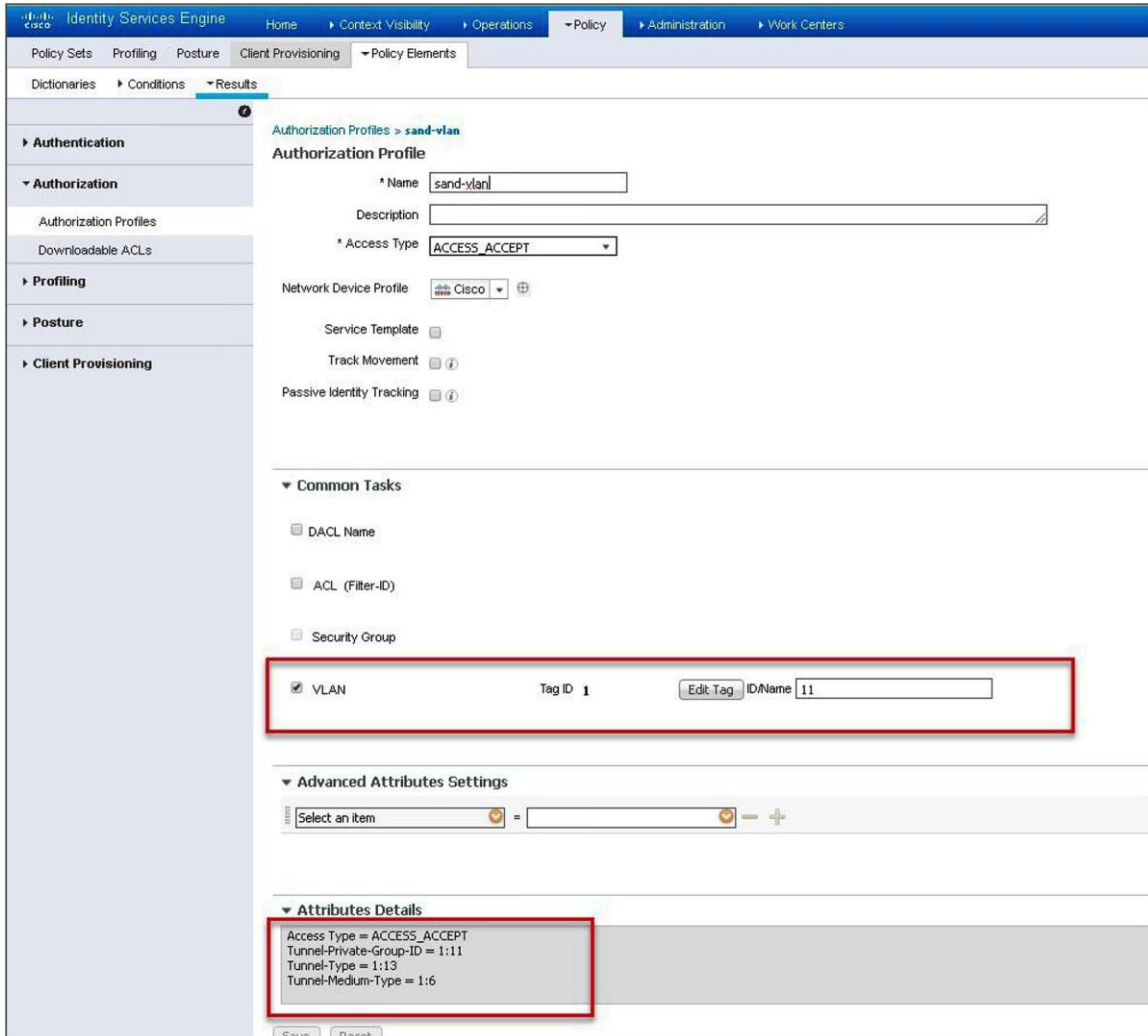 cisco Identity Services Engine Home Context Visibility Operations Policy Administration Work Centers
Policy Sets Profiling Posture Client Provisioning Policy Elements
Dictionaries Conditions Results
Authentication
Authorization
Authorization Profiles
Downloadable ACLs
Profiling
Posture
Client Provisioning
Authorization Profiles > sand-vlan
Authorization Profile
* Name sand-vlan
Description
* Access Type ACCESS_ACCEPT
Network Device Profile Cisco
Service Template
Track Movement
Passive Identity Tracking
Common Tasks
DACL Name
ACL (Filter-ID)
Security Group
VLAN Tag ID 1 Edit Tag ID/Name 11
Advanced Attributes Settings
Select an item =
Attributes Details
Access Type = ACCESS_ACCEPT
Tunnel-Private-Group-ID = 1:11
Tunnel-Type = 1:13
Tunnel-Medium-Type = 1:6
Save Reset